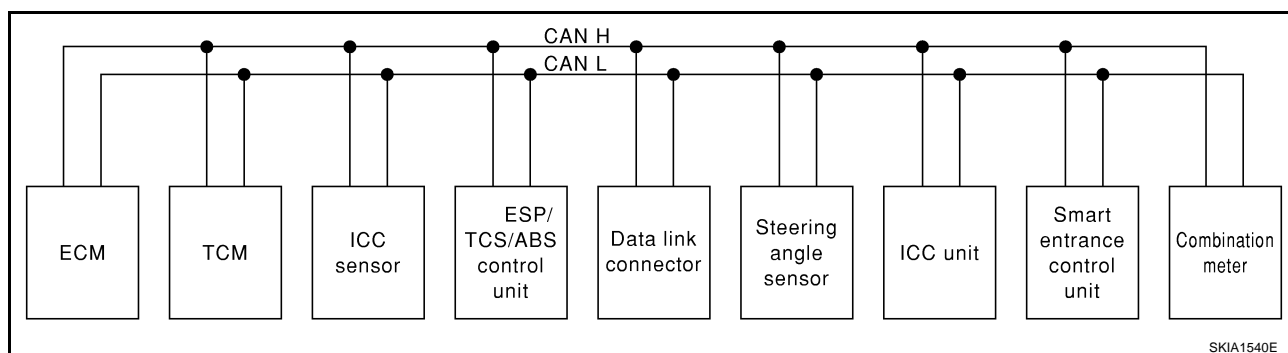 CAN H
CAN L
ECM
TCM
ICC
sensor
ESP/
TCS/ABS
control
unit
Data link
connector
Steering
angle
sensor
ICC unit
Smart
entrance
control
unit
Combination
meter
SKIA1540E